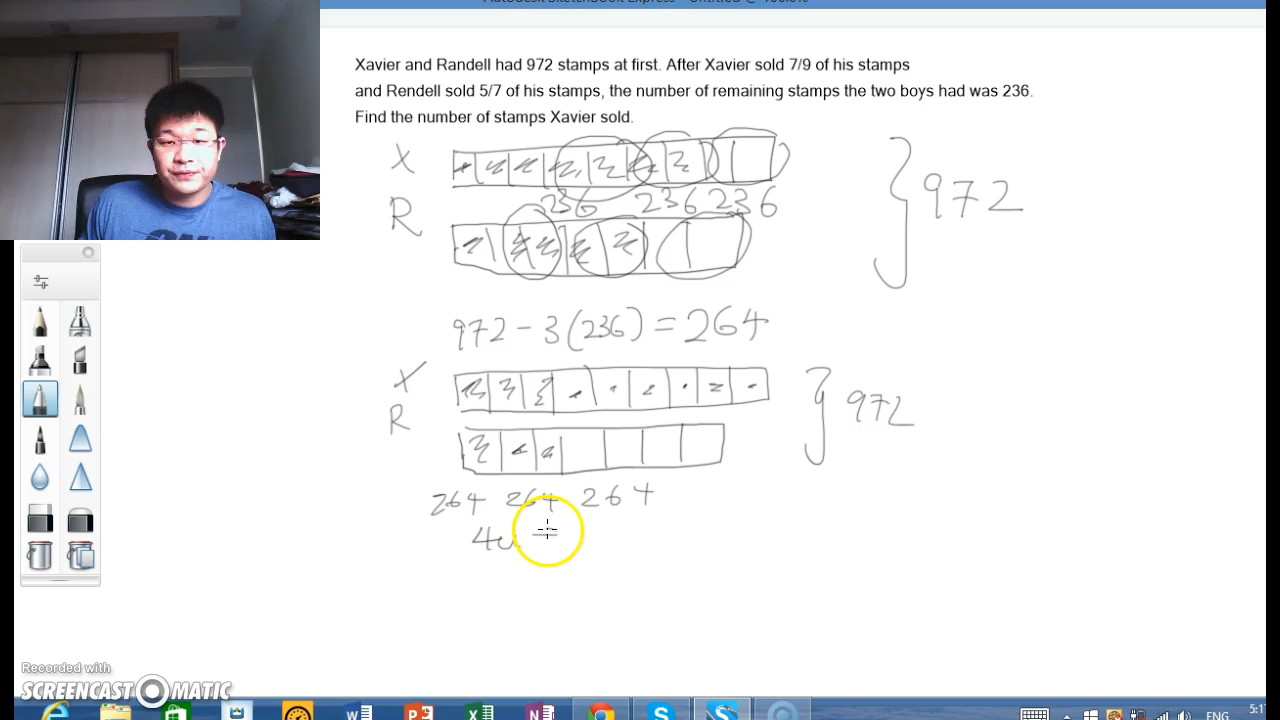 Xavier and Randell had 972 stamps at first. After Xavier sold 7/9 of his stamps
and Rendell sold 5/7 of his stamps, the number of remaining stamps the two boys had was 236.
Find the number of stamps Xavier sold.
X
236 236 236
R
972
972 - 3 (236) = 264
X
R
972
264 264 264
4u =
Recorded with
SCREENCAST MATIC
ENG